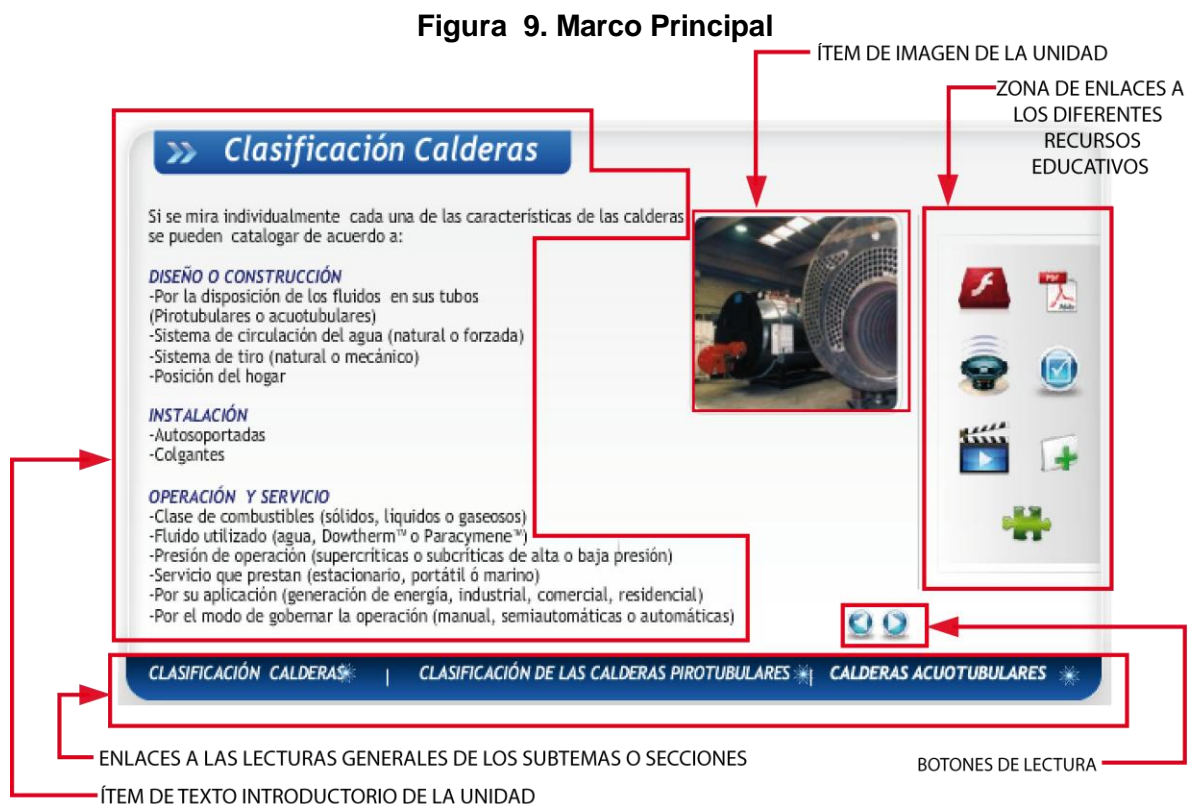 Figura 9. Marco Principal
ÍTEM DE IMAGEN DE LA UNIDAD
ZONA DE ENLACES A
LOS DIFERENTES
RECURSOS
EDUCATIVOS
Clasificación Calderas
Si se mira individualmente cada una de las características de las calderas
se pueden catalogar de acuerdo a:
DISEÑO O CONSTRUCCIÓN
-Por la disposición de los fluidos en sus tubos
(Pirotubulares o acuotubulares)
-Sistema de circulación del agua (natural o forzada)
-Sistema de tiro (natural o mecánico)
-Posición del hogar
INSTALACIÓN
-Autosoportadas
-Colgantes
OPERACIÓN Y SERVICIO
-Clase de combustibles (sólidos, líquidos o gaseosos)
-Fluido utilizado (agua, Dowtherm™ o Paracymene™)
-Presión de operación (supercríticas o subcríticas de alta o baja presión)
-Servicio que prestan (estacionario, portátil ó marino)
-Por su aplicación (generación de energía, industrial, comercial, residencial)
-Por el modo de gobernar la operación (manual, semiautomáticas o automáticas)
PDF
Adobe
CLASIFICACIÓN CALDERAS | CLASIFICACIÓN DE LAS CALDERAS PIROTUBULARES | CALDERAS ACUOTUBULARES
ENLACES A LAS LECTURAS GENERALES DE LOS SUBTEMAS O SECCIONES
BOTONES DE LECTURA
ÍTEM DE TEXTO INTRODUCTORIO DE LA UNIDAD